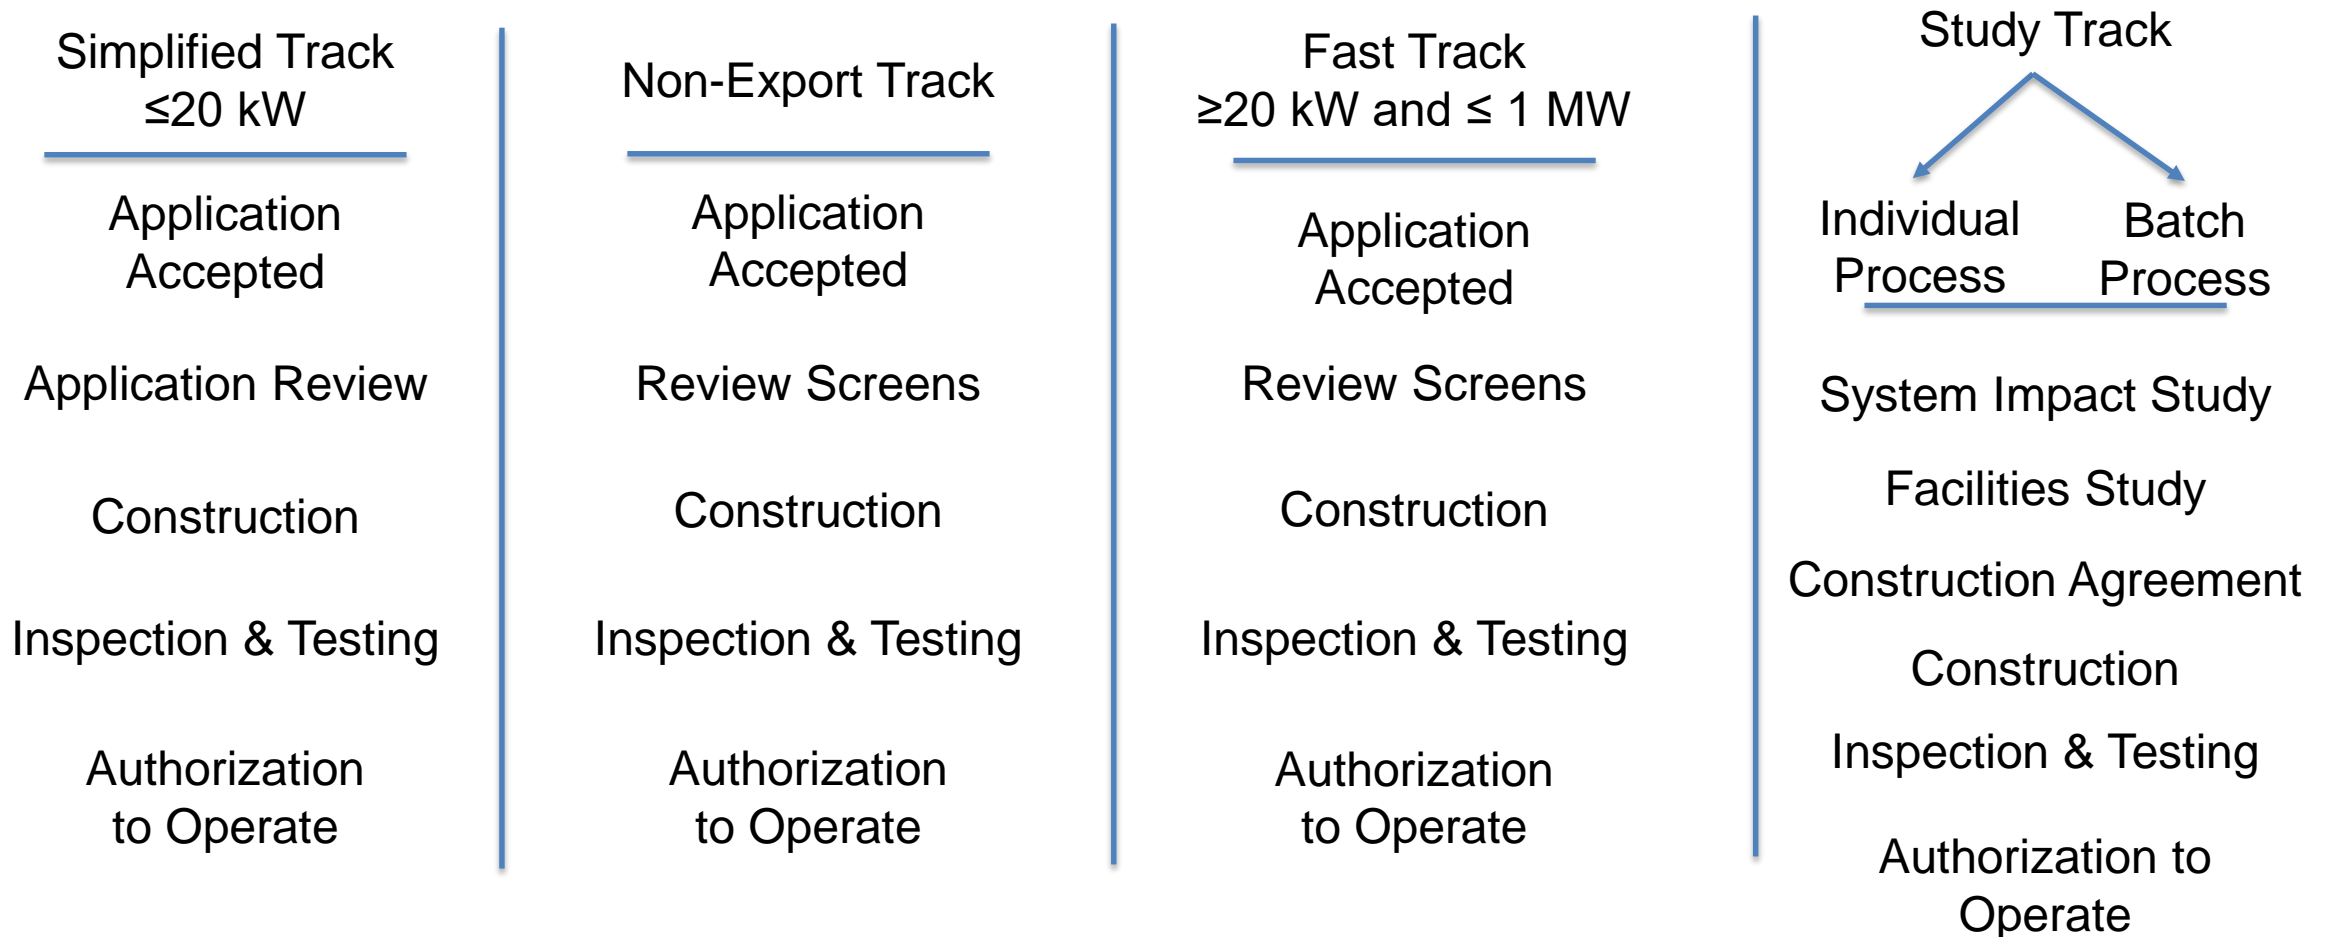 Simplified Track
≤20 kW
Application
Accepted
Application Review
Construction
Inspection & Testing
Authorization
to Operate
Non-Export Track
Application
Accepted
Review Screens
Construction
Inspection & Testing
Authorization
to Operate
Fast Track
≥20 kW and ≤ 1 MW
Application
Accepted
Review Screens
Construction
Inspection & Testing
Authorization
to Operate
Study Track
Individual
Process
Batch
Process
System Impact Study
Facilities Study
Construction Agreement
Construction
Inspection & Testing
Authorization to
Operate